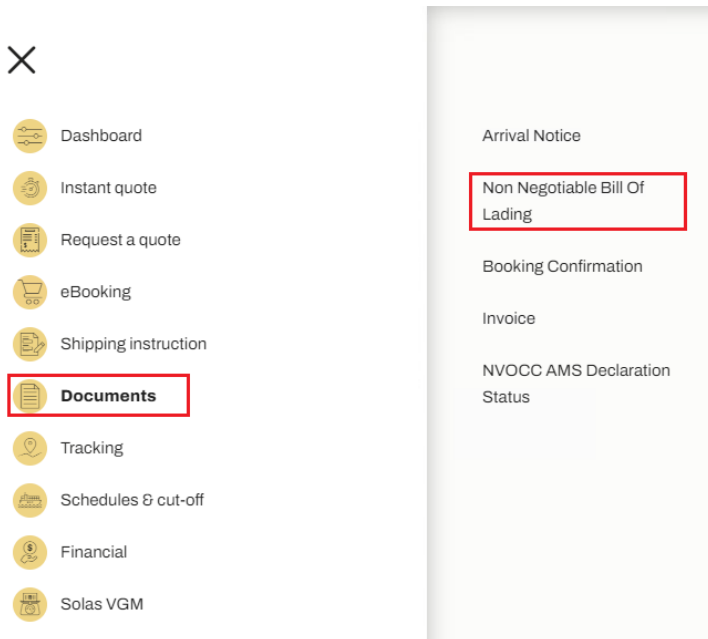 Dashboard
Instant quote
Request a quote
eBooking
Shipping instruction
Documents
Tracking
Schedules & cut-off
Financial
Solas VGM
Arrival Notice
Non Negotiable Bill Of
Lading
Booking Confirmation
Invoice
NVOCC AMS Declaration
Status